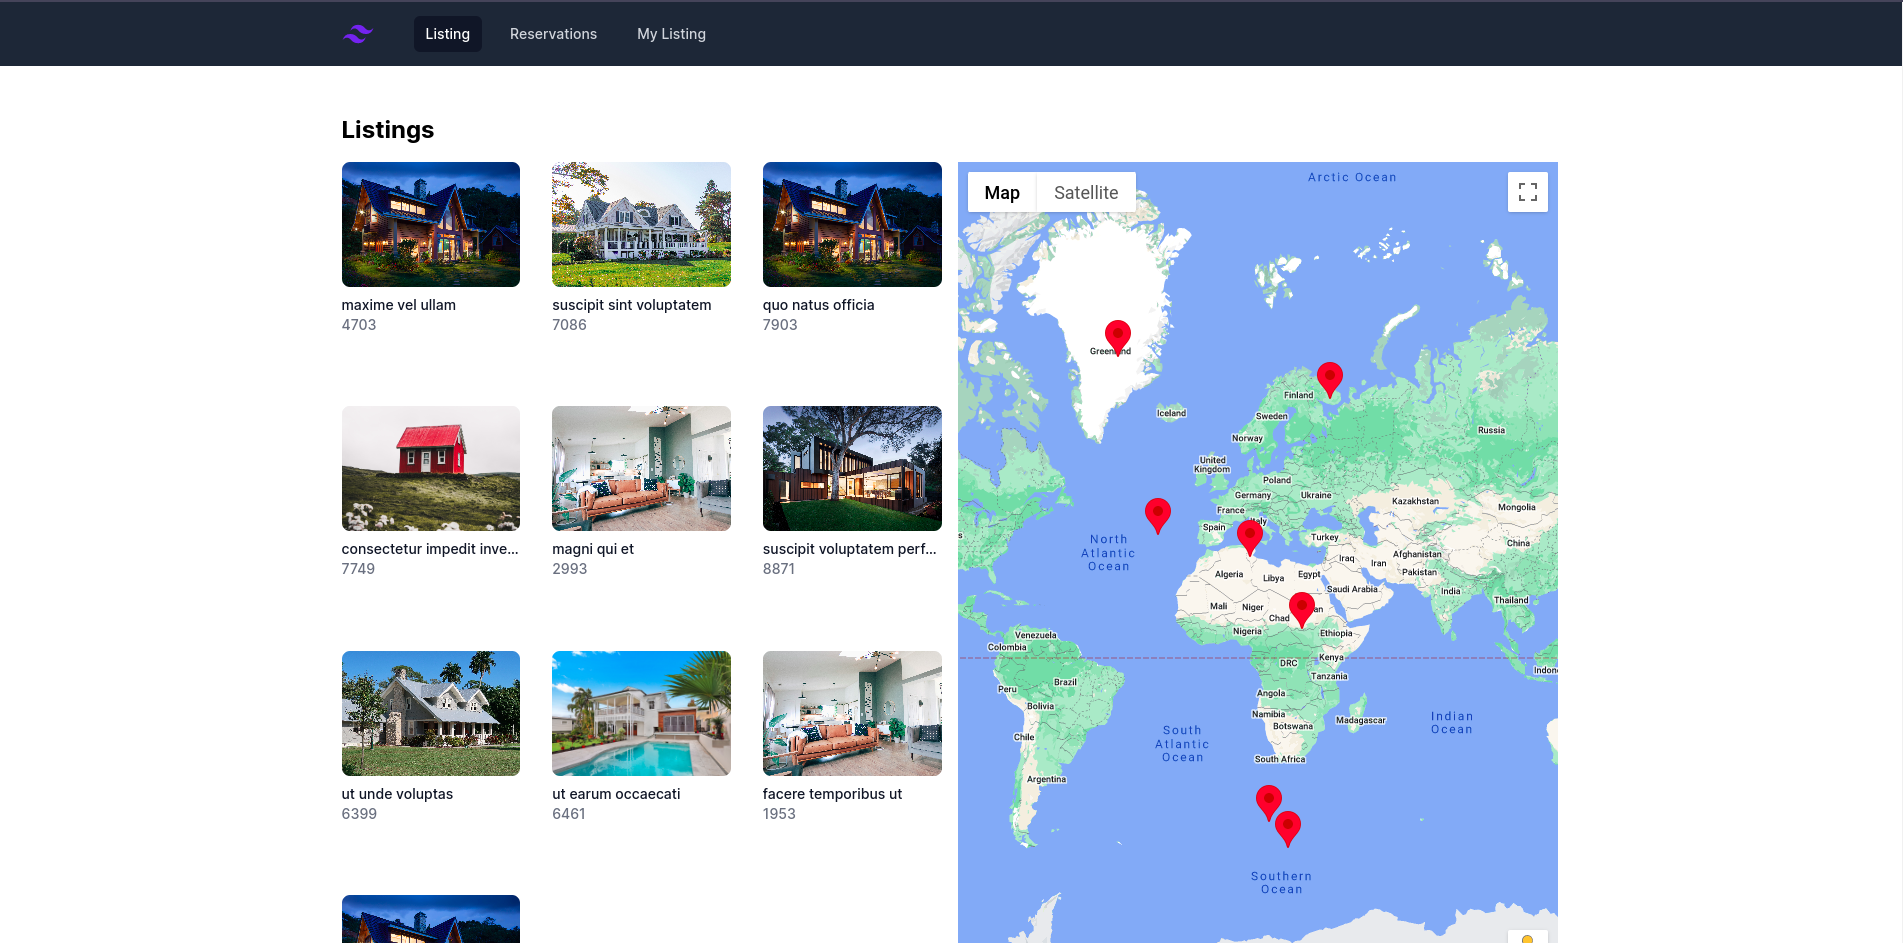 Listing
Reservations
My Listing
Listings
maxime vel ullam
4703
suscipit sint voluptatem
7086
quo natus officia
7903
consectetur impedit inve...
7749
magni qui et
2993
suscipit voluptatem perf...
8871
ut unde voluptas
6399
ut earum occaecati
6461
facere temporibus ut
1953
Map
Satellite
Arctic Ocean
Greenland
Iceland
Finland
Sweden
Norway
Russia
United
Kingdom
Poland
Germany
Ukraine
France
Kazakhstan
Mongolia
Spain
Italy
Turkey
China
North
Atlantic
Ocean
Iraq
Iran
Afghanistan
Pakistan
Algeria
Libya
Egypt
Saudi Arabia
India
Thailand
Mali
Niger
Chad
Nigeria
Ethiopia
Venezuela
Colombia
Kenya
DRC
Tanzania
Peru
Brazil
Bolivia
Angola
Namibia
Botswana
Madagascar
Indian
Ocean
South
Atlantic
Ocean
Chile
South Africa
Argentina
Southern
Ocean